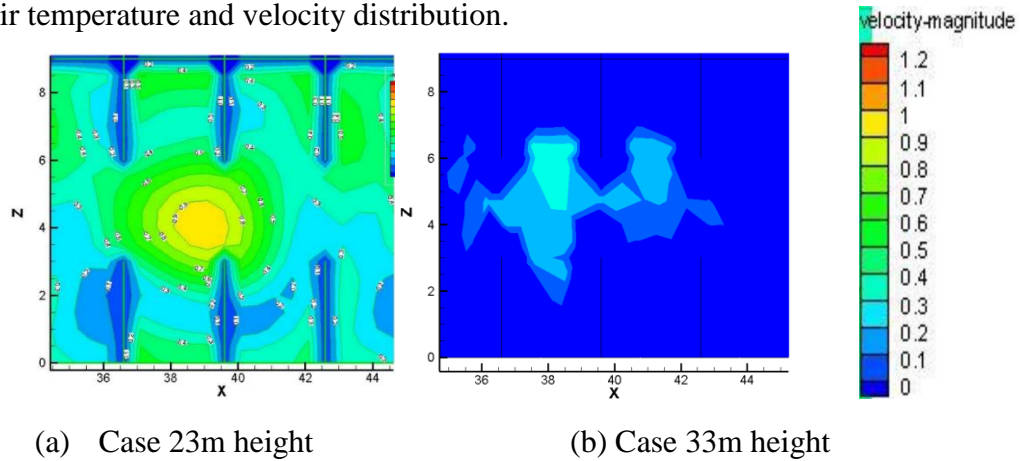 ir temperature and velocity distribution.
velocity-magnitude
8
6
4
2
0
Z
36 38 40 42 44
X
8
6
4
2
0
Z
36 38 40 42 44
X
1.2
1.1
1
0.9
0.8
0.7
0.6
0.5
0.4
0.3
0.2
0.1
0
(a) Case 23m height
(b) Case 33m height